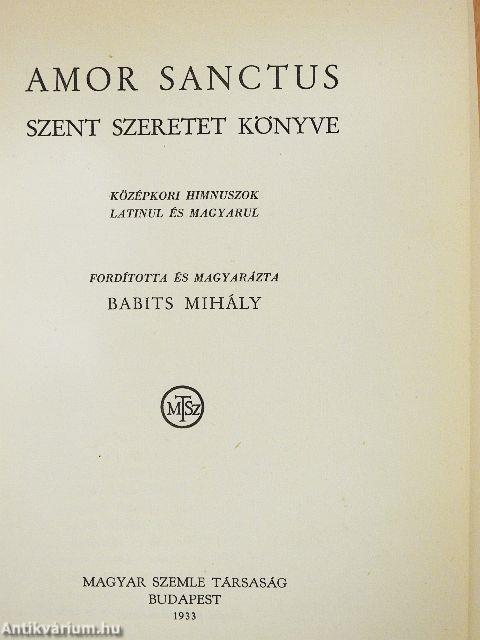 AMOR SANCTUS
SZENT SZERETET KÖNYVE
KÖZÉPKORI HIMNUSZOK
LATINUL ÉS MAGYARUL
FORDÍTOTTA ÉS MAGYARÁZTA
BABITS MIHÁLY
MTSZ
MAGYAR SZEMLE TÁRSASÁG
BUDAPEST
1933
Antikvárium.hu